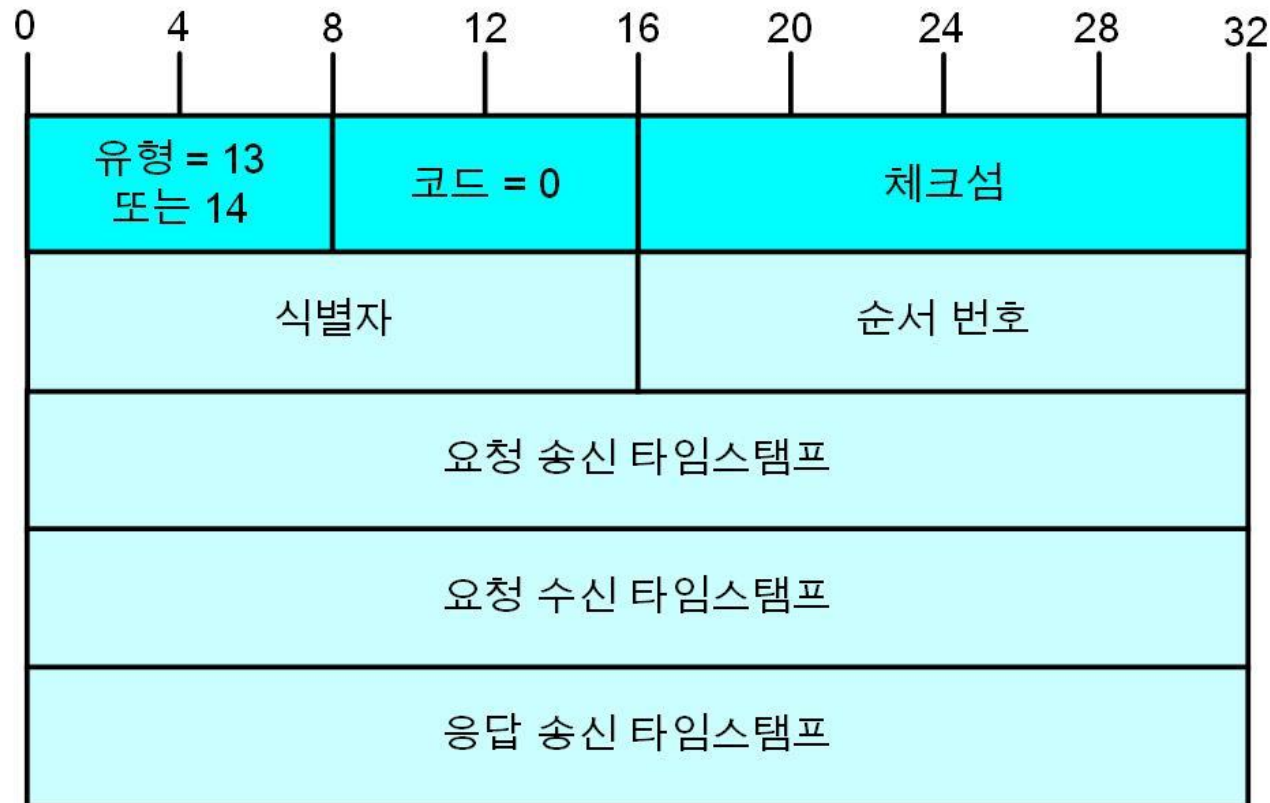 0 4 8 12 16 20 24 28 32
유형 = 13
또는 14
코드 = 0
체크섬
식별자
순서 번호
요청 송신 타임스탬프
요청 수신 타임스탬프
응답 송신 타임스탬프